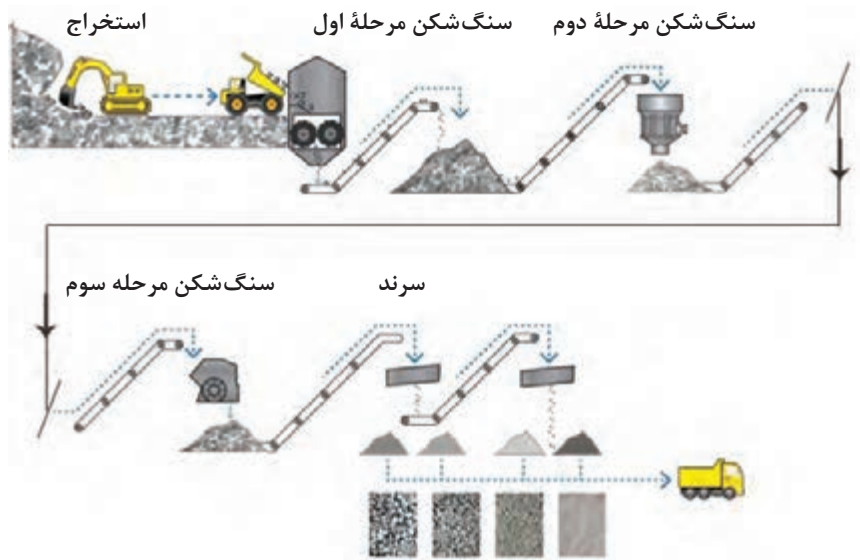 استخراج
سنگ‌شکن مرحلهٔ اول
سنگ‌شکن مرحلهٔ دوم
سنگ‌شکن مرحله سوم
سرند